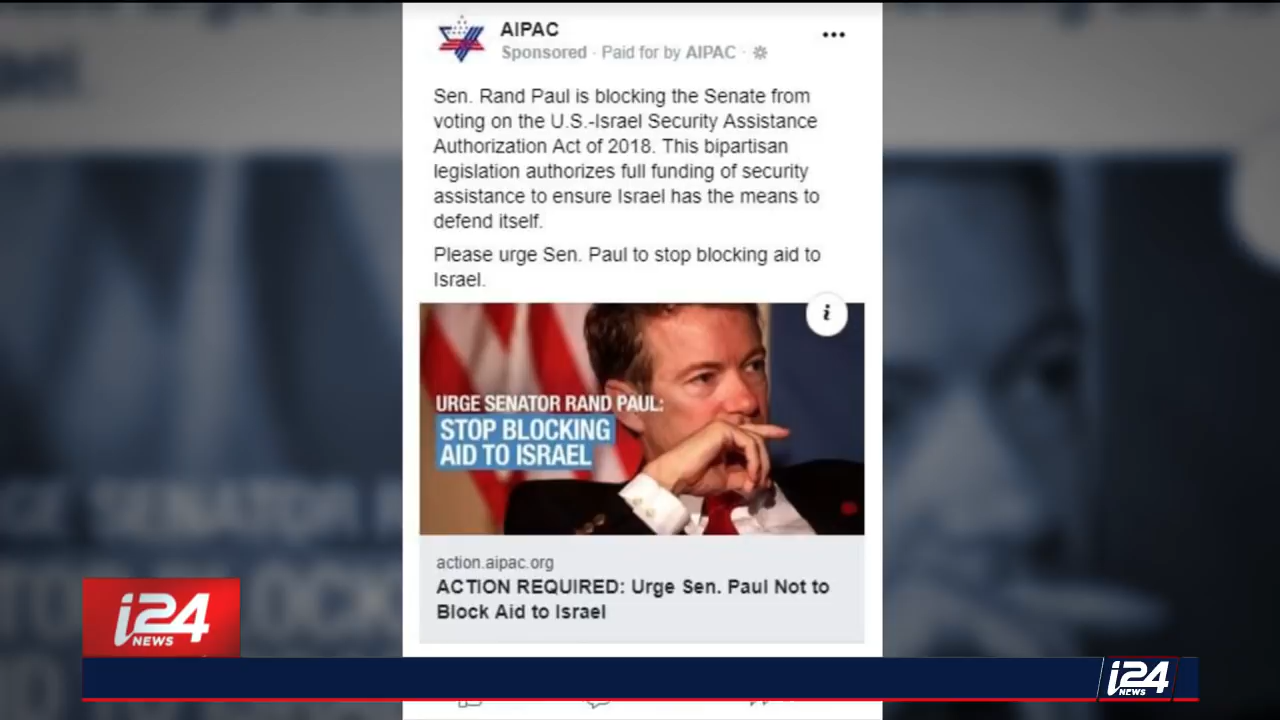 AIPAC
Sponsored · Paid for by AIPAC ·
Sen. Rand Paul is blocking the Senate from
voting on the U.S.-Israel Security Assistance
Authorization Act of 2018. This bipartisan
legislation authorizes full funding of security
assistance to ensure Israel has the means to
defend itself.
Please urge Sen. Paul to stop blocking aid to
Israel.
i
URGE SENATOR RAND PAUL:
STOP BLOCKING
AID TO ISRAEL
action.aipac.org
ACTION REQUIRED: Urge Sen. Paul Not to
Block Aid to Israel
i24
NEWS
i24
NEWS